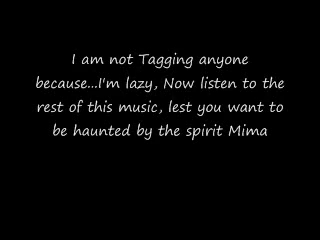 I am not Tagging anyone
because...I'm lazy, Now listen to the
rest of this music, lest you want to
be haunted by the spirit Mima